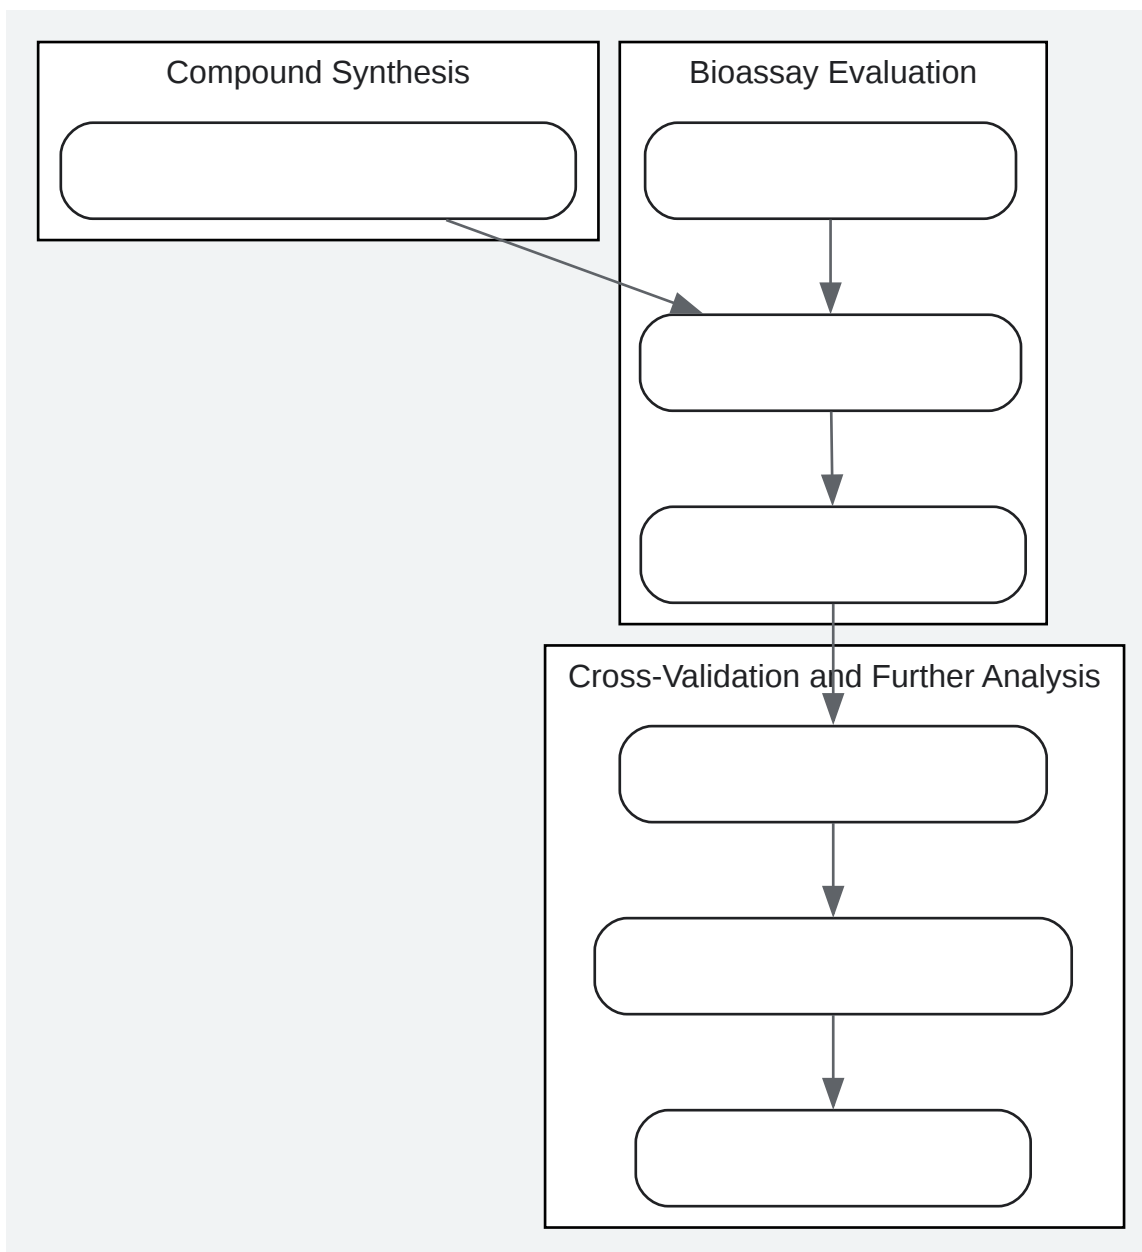 Compound Synthesis
Bioassay Evaluation
Cross-Validation and Further Analysis